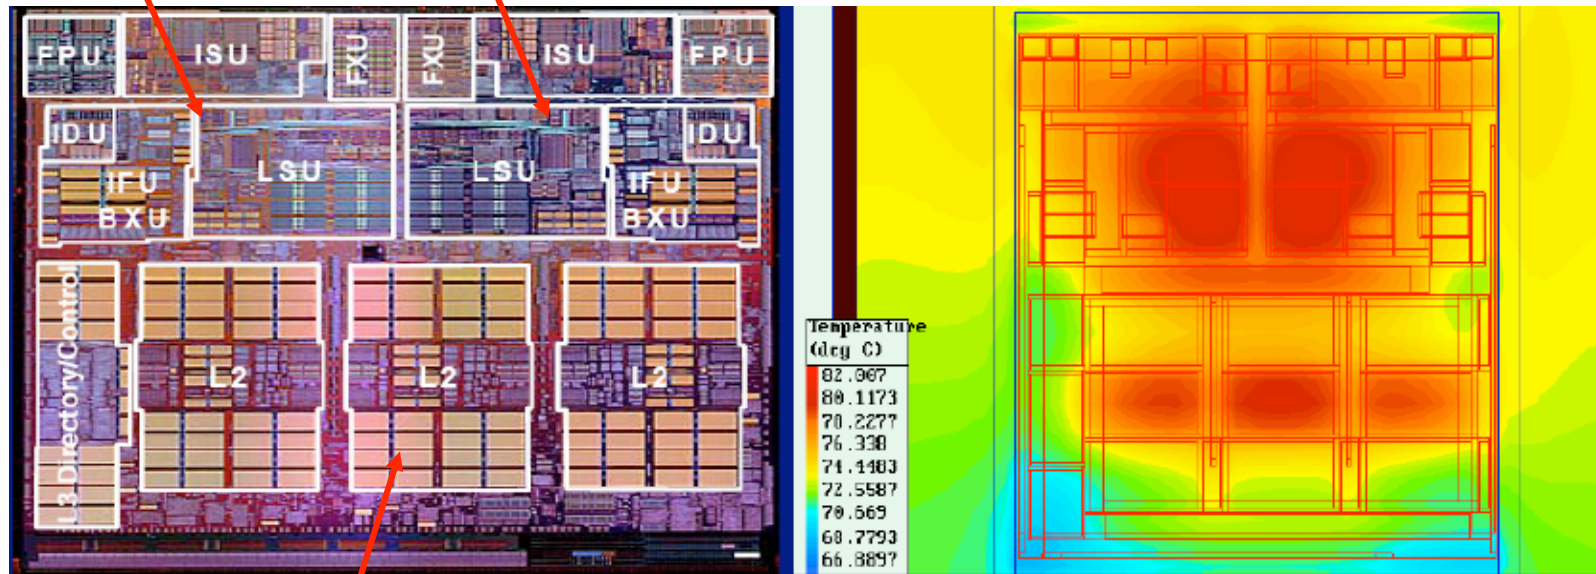 FPU
ISU
FXU
FXU
ISU
FPU
IDU
LSU
LSU
IDU
IFU
BXU
IFU
BXU
L3 Directory/Control
L2
L2
L2
Temperature
(deg C)
82.007
80.1173
78.2277
76.338
74.4483
72.5587
70.669
68.7793
66.8897